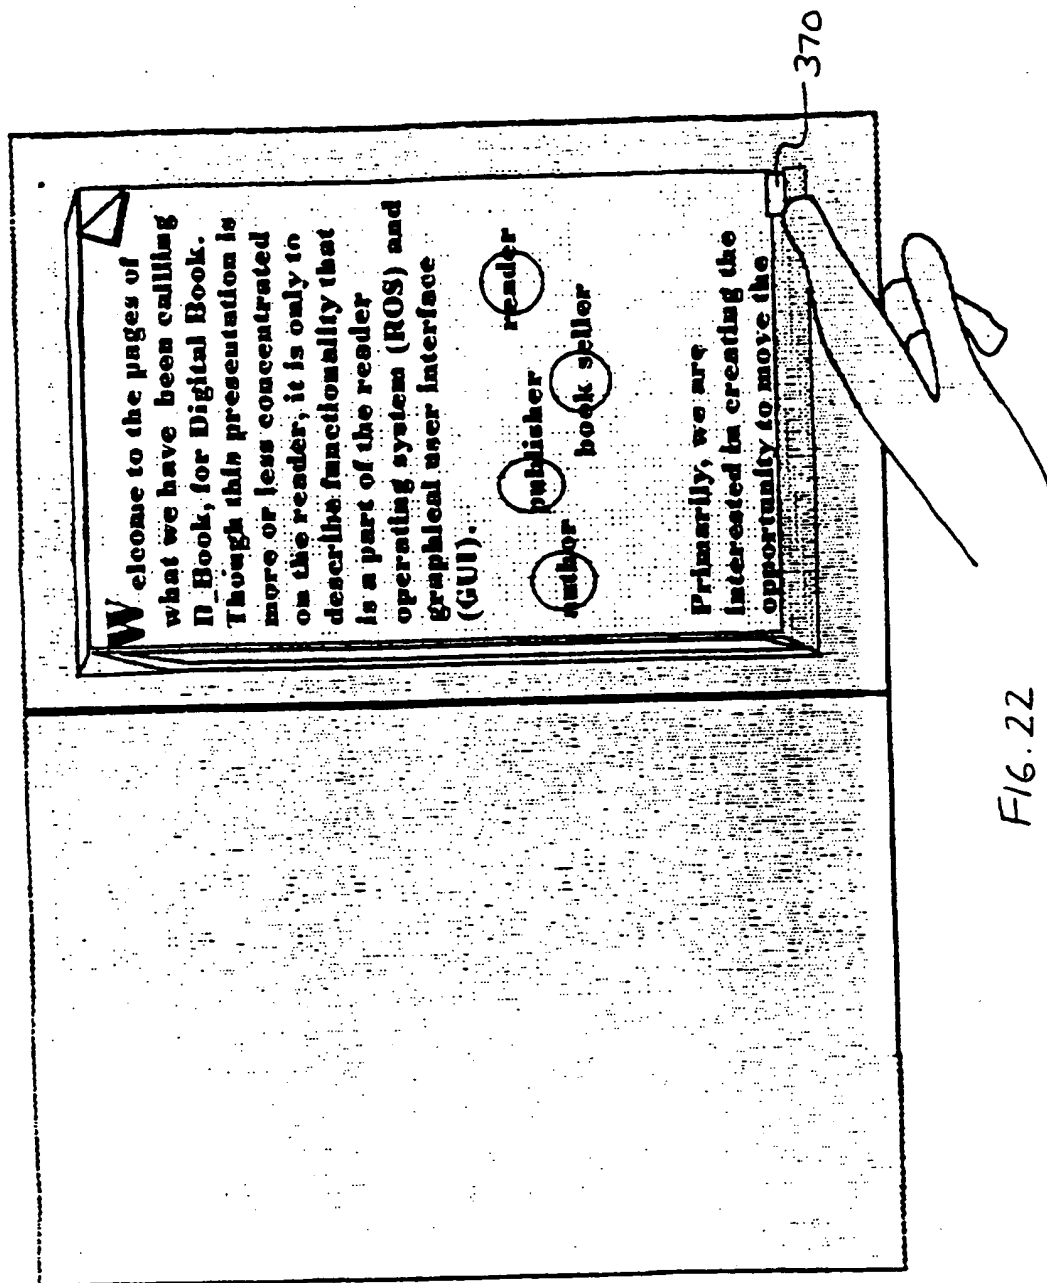 Welcome to the pages of
what we have been callling
D_Book, for Digital Book.
Though this presentation is
more or less concentrated
on the reader, it is only to
describe functionality that
is a part of the reader
operating system (ROS) and
graphical user interface
(GUI).
author
publisher
book seller
reader
Primarily, we are
interested in creating the
opportunity to move the
370
FIG. 22